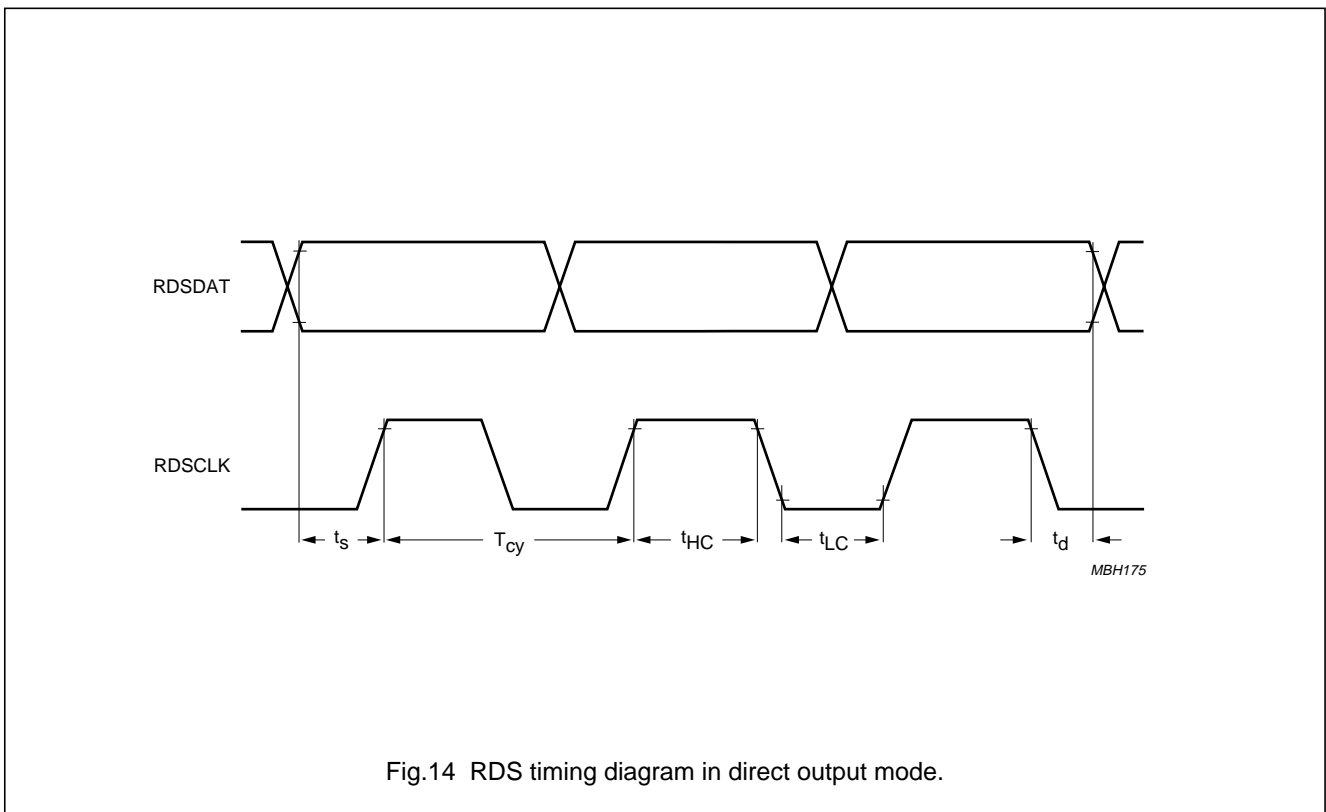 RDSDAT
RDSCLK
ts Tcy tHC tLC td
MBH175
Fig.14 RDS timing diagram in direct output mode.